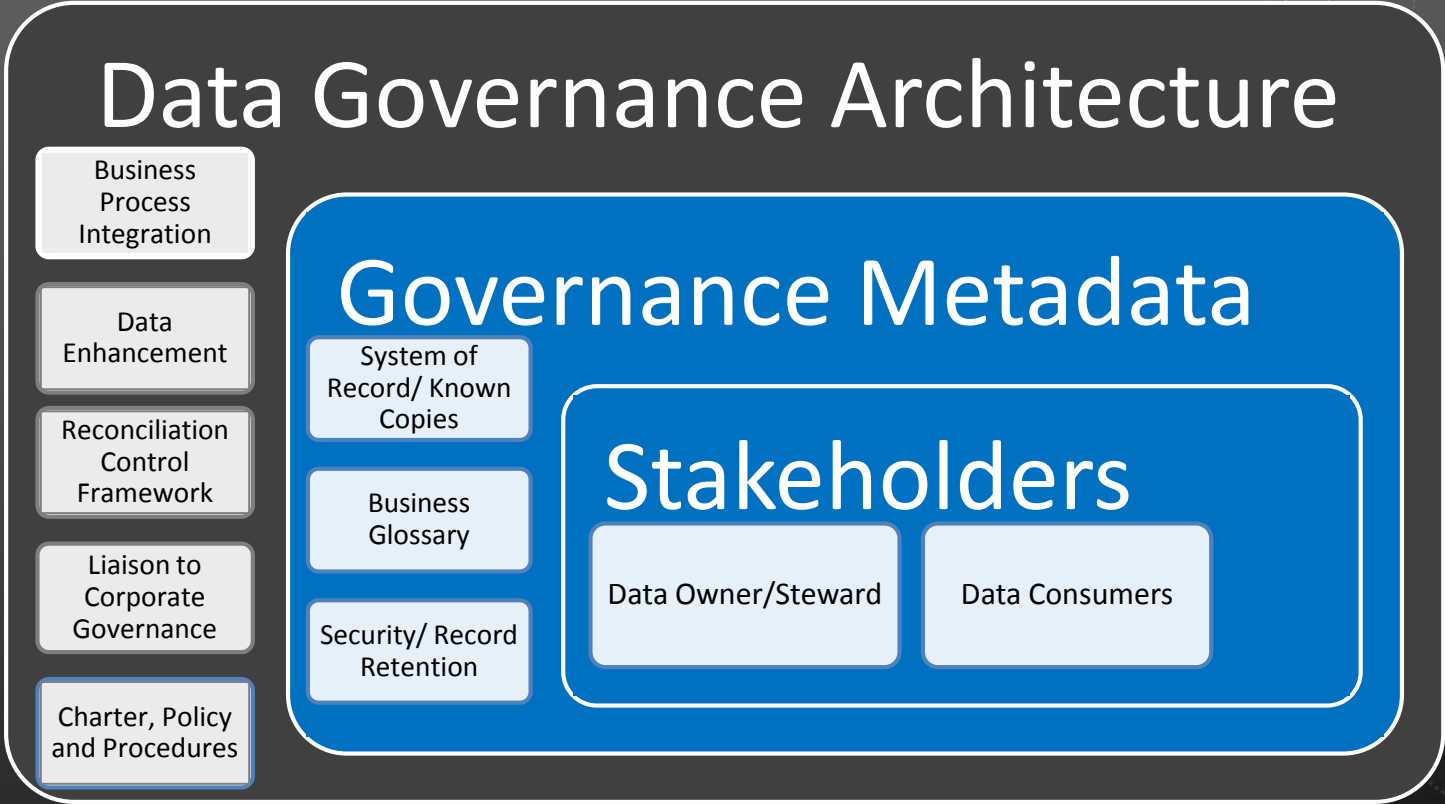 Data Governance Architecture
Business
Process
Integration
Data
Enhancement
Reconciliation
Control
Framework
Liaison to
Corporate
Governance
Charter, Policy
and Procedures
Governance Metadata
System of
Record/ Known
Copies
Business
Glossary
Security/ Record
Retention
Stakeholders
Data Owner/Steward
Data Consumers